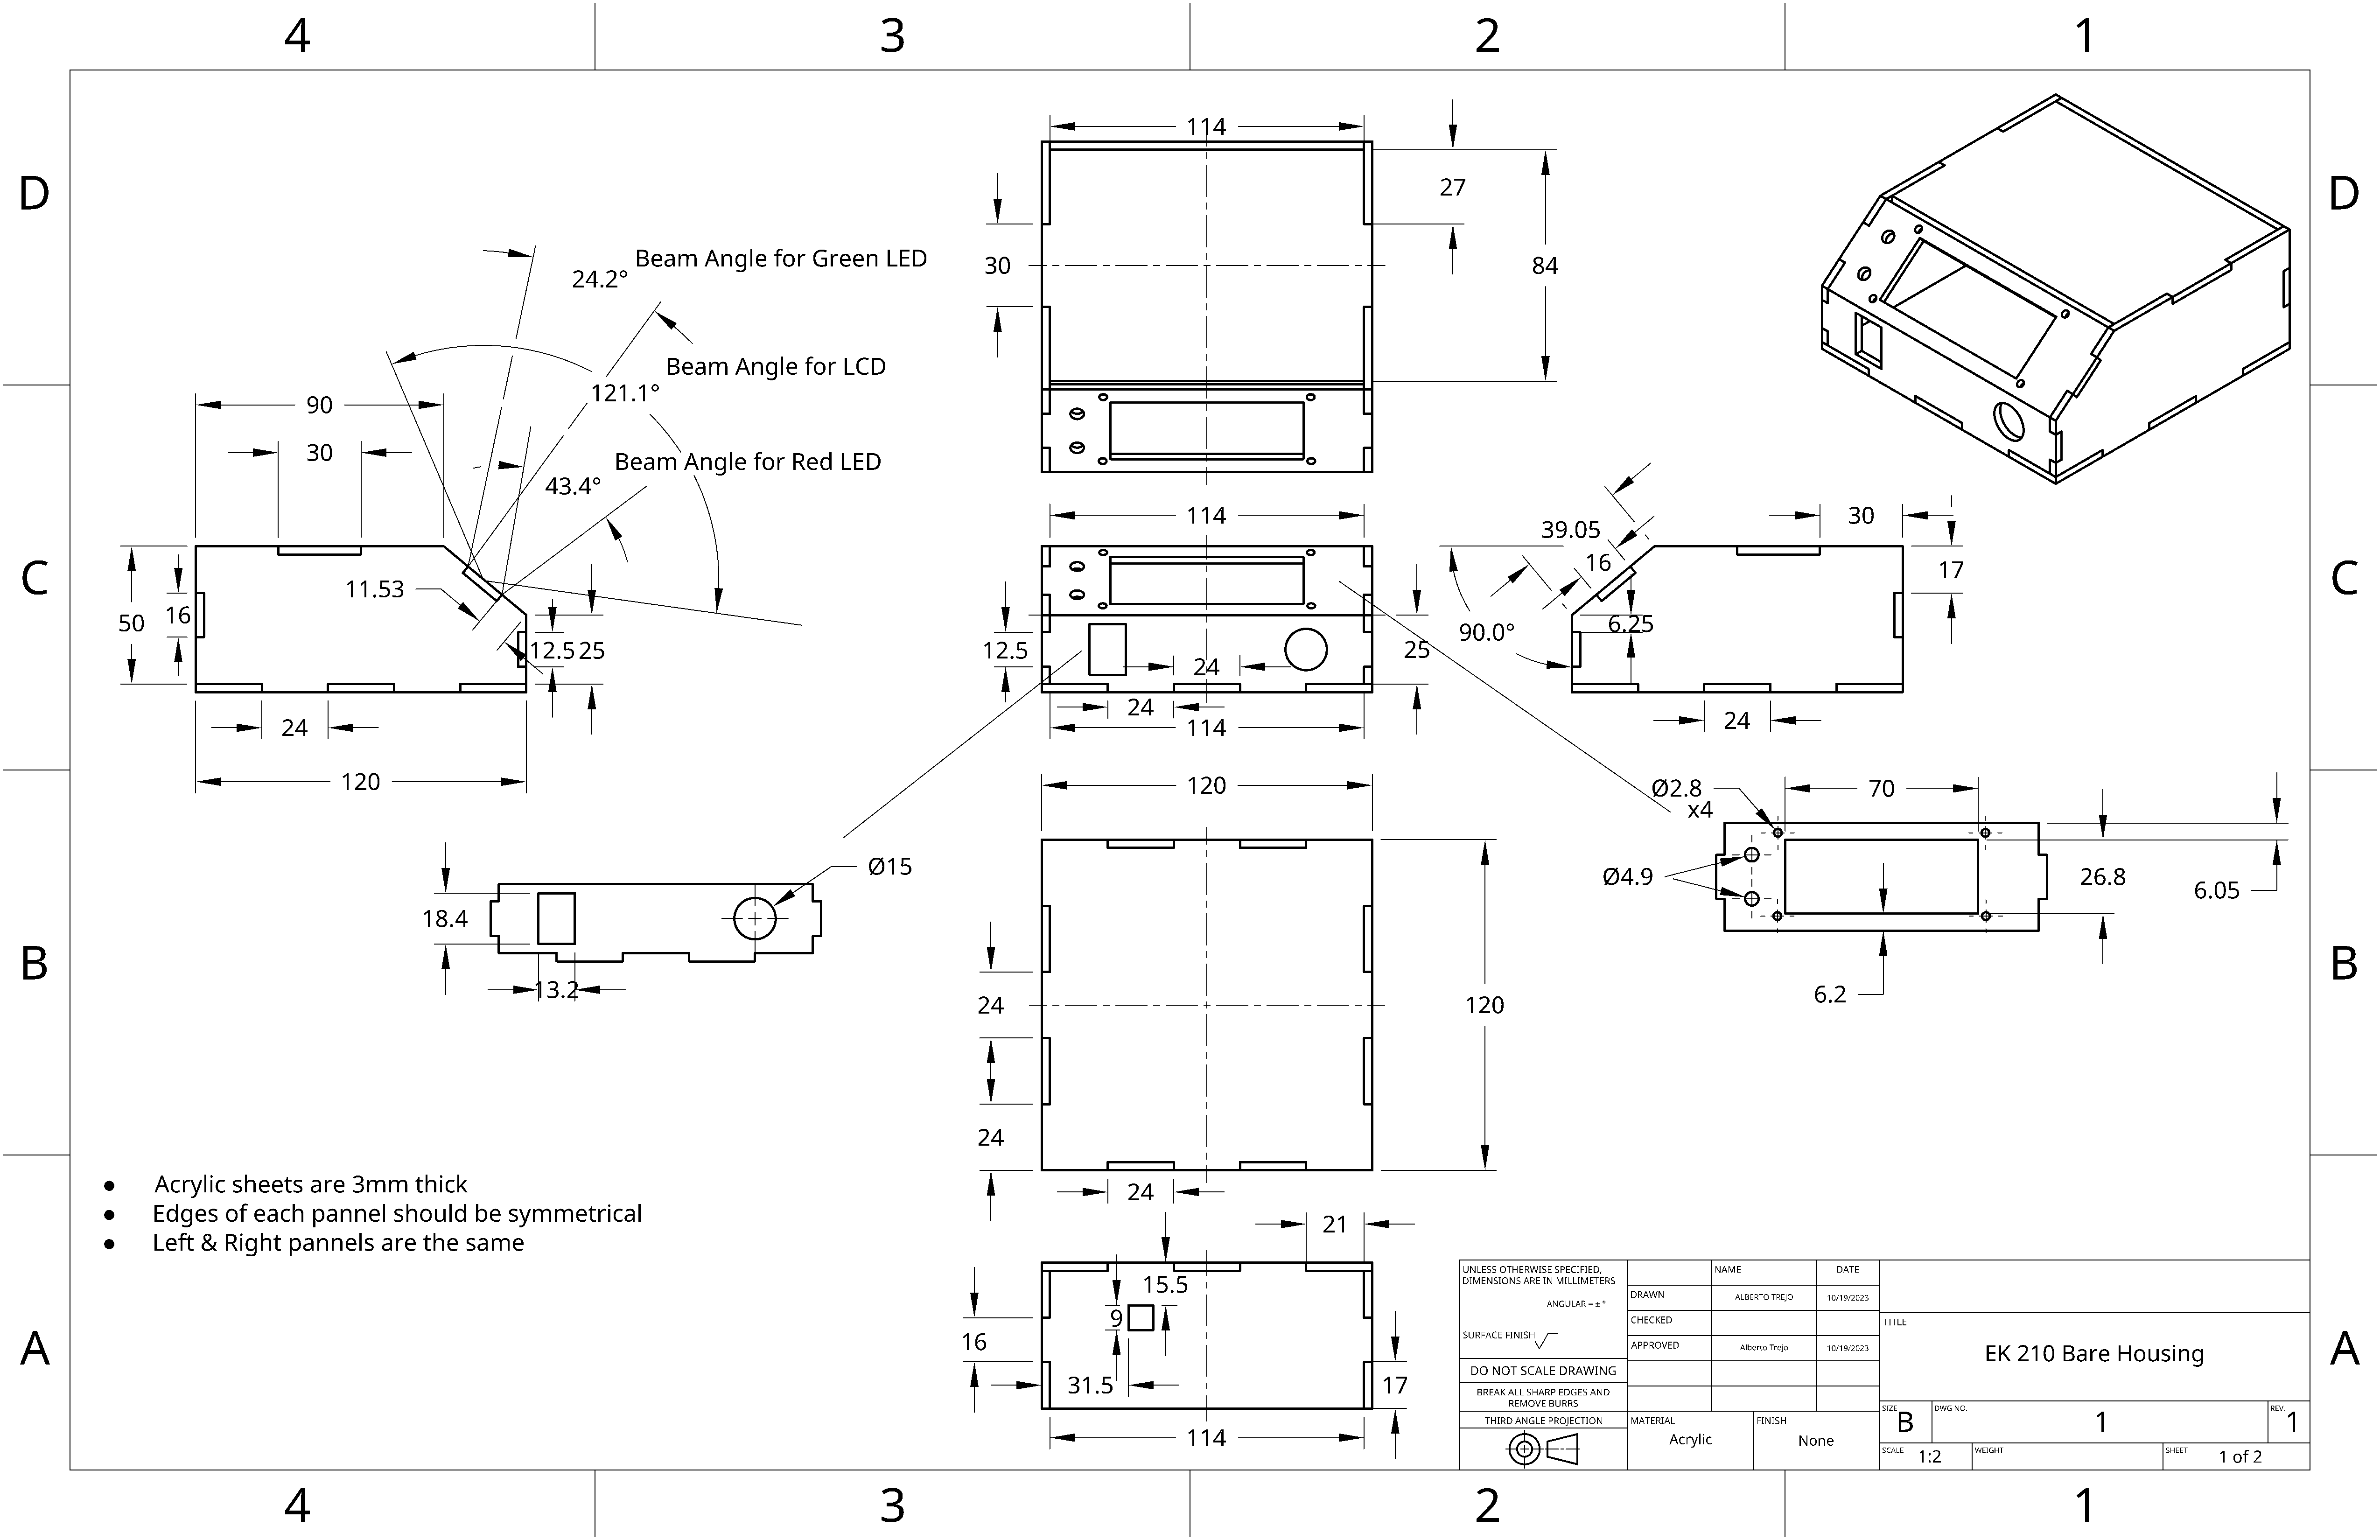 4 3 2 1
D D
C C
B B
A A
4 3 2 1
114
27
30
84
Beam Angle for Green LED
24.2°
Beam Angle for LCD
121.1°
Beam Angle for Red LED
43.4°
90
30
11.53
50
16
12.5
25
24
120
114
12.5
24
25
24
114
39.05
16
30
17
90.0°
6.25
24
Ø15
18.4
13.2
120
24
120
24
24
Ø2.8
x4
70
Ø4.9
26.8
6.05
6.2
21
15.5
9
16
31.5
17
114
● Acrylic sheets are 3mm thick
● Edges of each pannel should be symmetrical
● Left & Right pannels are the same
UNLESS OTHERWISE SPECIFIED,
DIMENSIONS ARE IN MILLIMETERS
ANGULAR = ± °
SURFACE FINISH
DO NOT SCALE DRAWING
BREAK ALL SHARP EDGES AND
REMOVE BURRS
THIRD ANGLE PROJECTION
NAME DATE
DRAWN ALBERTO TREJO 10/19/2023
CHECKED
APPROVED Alberto Trejo 10/19/2023
MATERIAL
Acrylic
FINISH
None
TITLE
EK 210 Bare Housing
SIZE
B
DWG NO.
1
REV.
1
SCALE 1:2
WEIGHT
SHEET 1 of 2